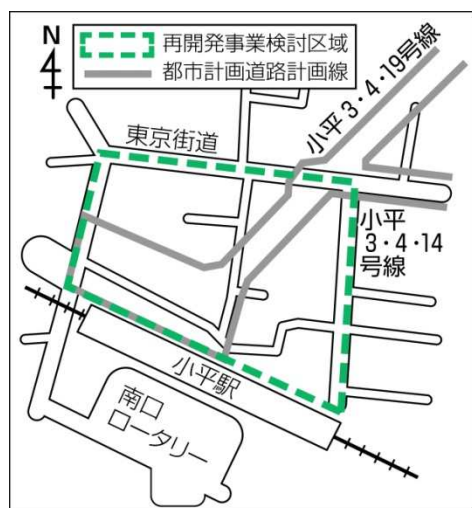 N
再開発事業検討区域
都市計画道路計画線
小平3・4・19号線
東京街道
小平
3・4・14
号線
小平駅
南口
ロータリー